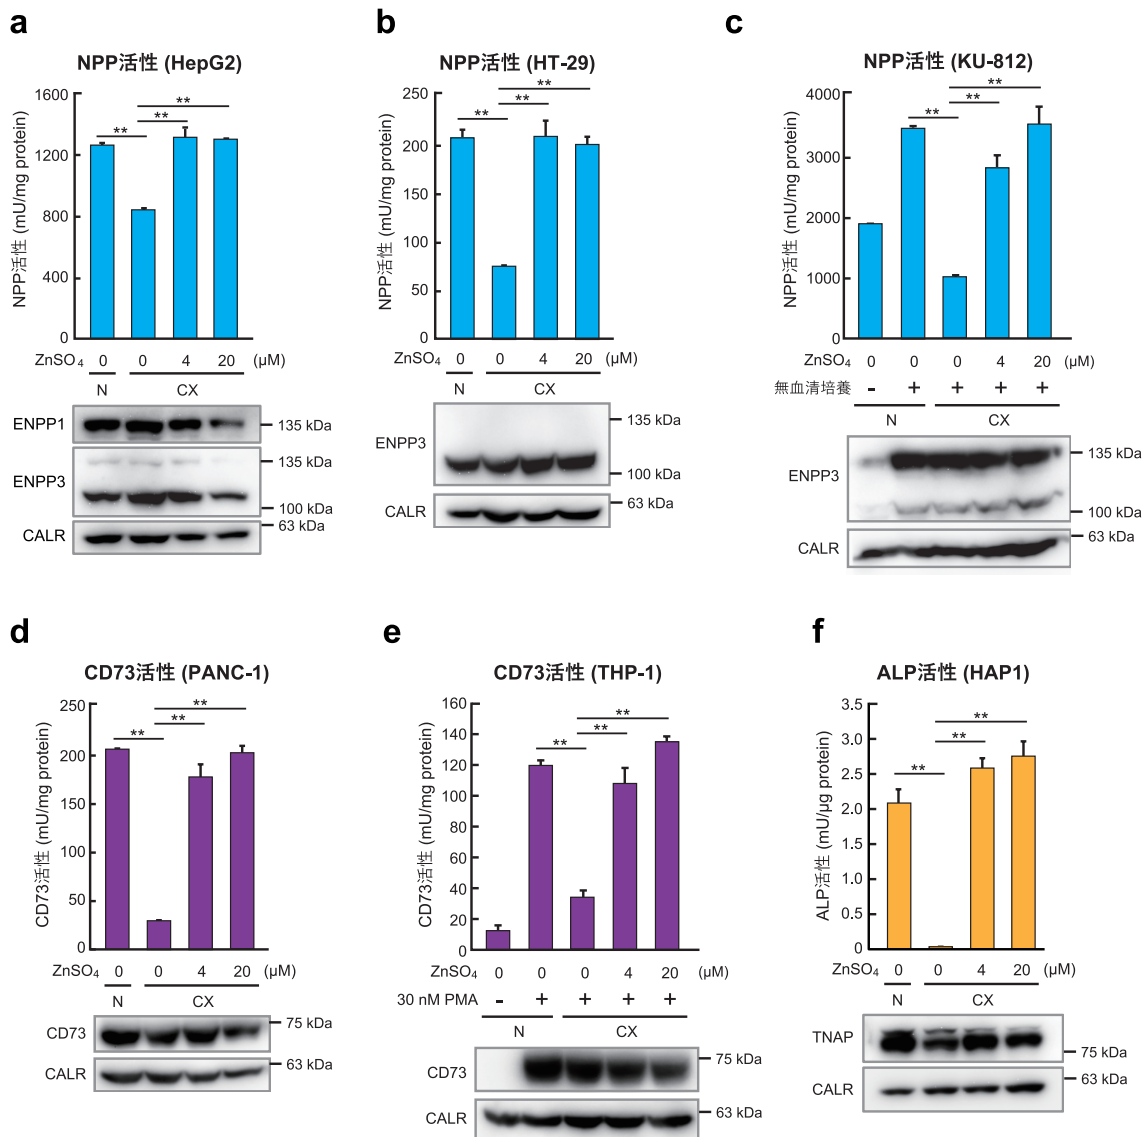 a
NPP活性 (HepG2)
NPP活性 (mU/mg protein)
1600
1200
800
400
0
** ** **
ZnSO4 0 0 4 20 (μM)
N CX
ENPP1 135 kDa
ENPP3 135 kDa
100 kDa
CALR 63 kDa
b
NPP活性 (HT-29)
NPP活性 (mU/mg protein)
250
200
150
100
50
0
** ** **
ZnSO4 0 0 4 20 (μM)
N CX
ENPP3 135 kDa
100 kDa
CALR 63 kDa
c
NPP活性 (KU-812)
NPP活性 (mU/mg protein)
4000
3000
2000
1000
0
** ** **
ZnSO4 0 0 0 4 20 (μM)
無血清培養 - + + + +
N CX
ENPP3 135 kDa
100 kDa
CALR 63 kDa
d
CD73活性 (PANC-1)
CD73活性 (mU/mg protein)
250
200
150
200
50
0
** ** **
ZnSO4 0 0 4 20 (μM)
N CX
CD73 75 kDa
CALR 63 kDa
e
CD73活性 (THP-1)
CD73活性 (mU/mg protein)
160
140
120
100
80
60
40
20
0
** ** **
ZnSO4 0 0 0 4 20 (μM)
30 nM PMA - + + + +
N CX
CD73 75 kDa
CALR 63 kDa
f
ALP活性 (HAP1)
ALP活性 (mU/μg protein)
3.5
3.0
2.5
2.0
1.5
1.0
0.5
0
** ** **
ZnSO4 0 0 4 20 (μM)
N CX
TNAP 75 kDa
CALR 63 kDa